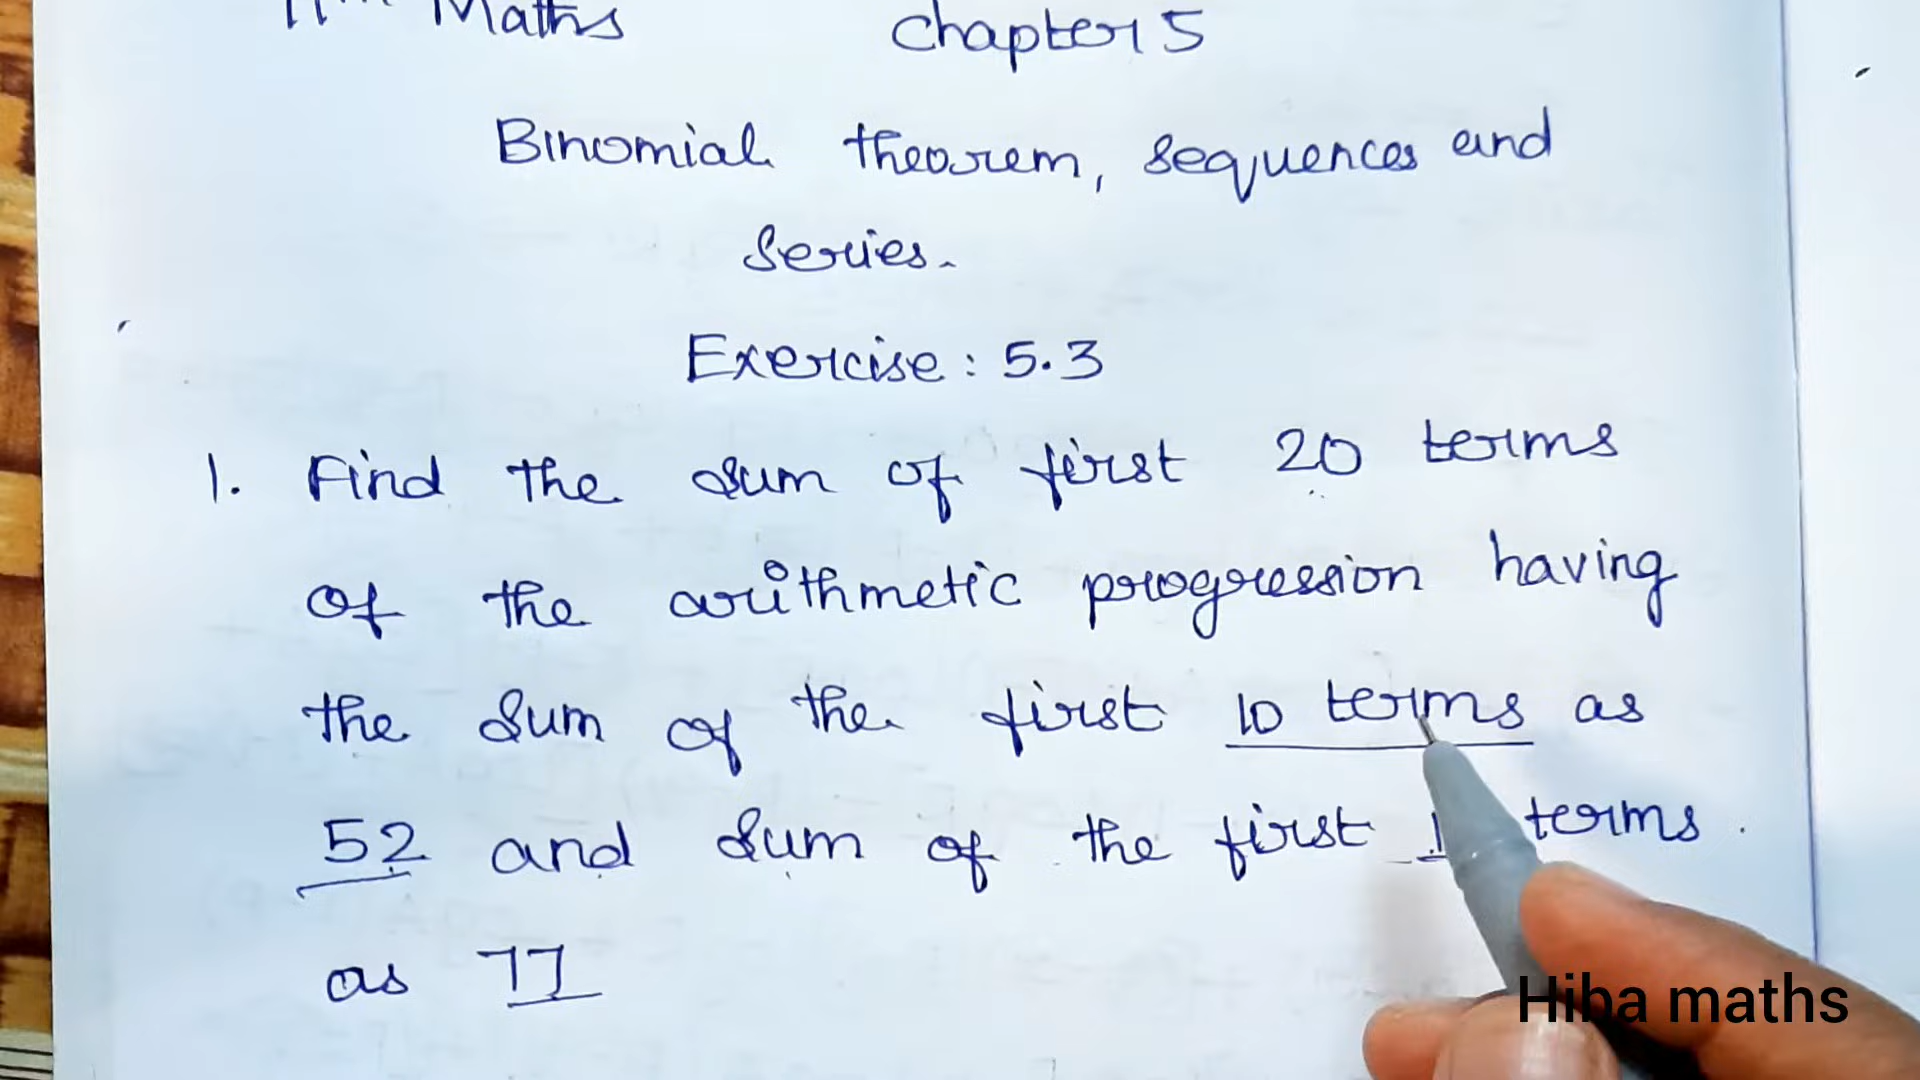 11th Maths Chapter 5
Binomial theorem, sequences and
series.
Exercise : 5.3
1. Find the sum of first 20 terms
of the arithmetic progression having
the sum of the first 10 terms as
52 and sum of the first terms
as 77
Hiba maths